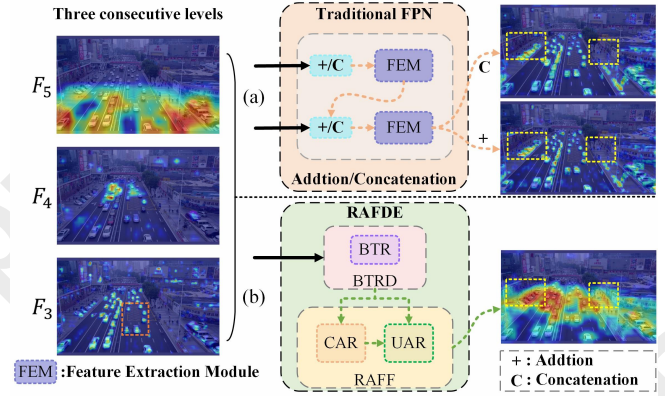 Three consecutive levels
F5
F4
F3
FEM :Feature Extraction Module
(a)
Traditional FPN
+/C
FEM
+/C
FEM
Addtion/Concatenation
C
+
(b)
RAFDE
BTR
BTRD
CAR
UAR
RAFF
+ : Addtion
C : Concatenation